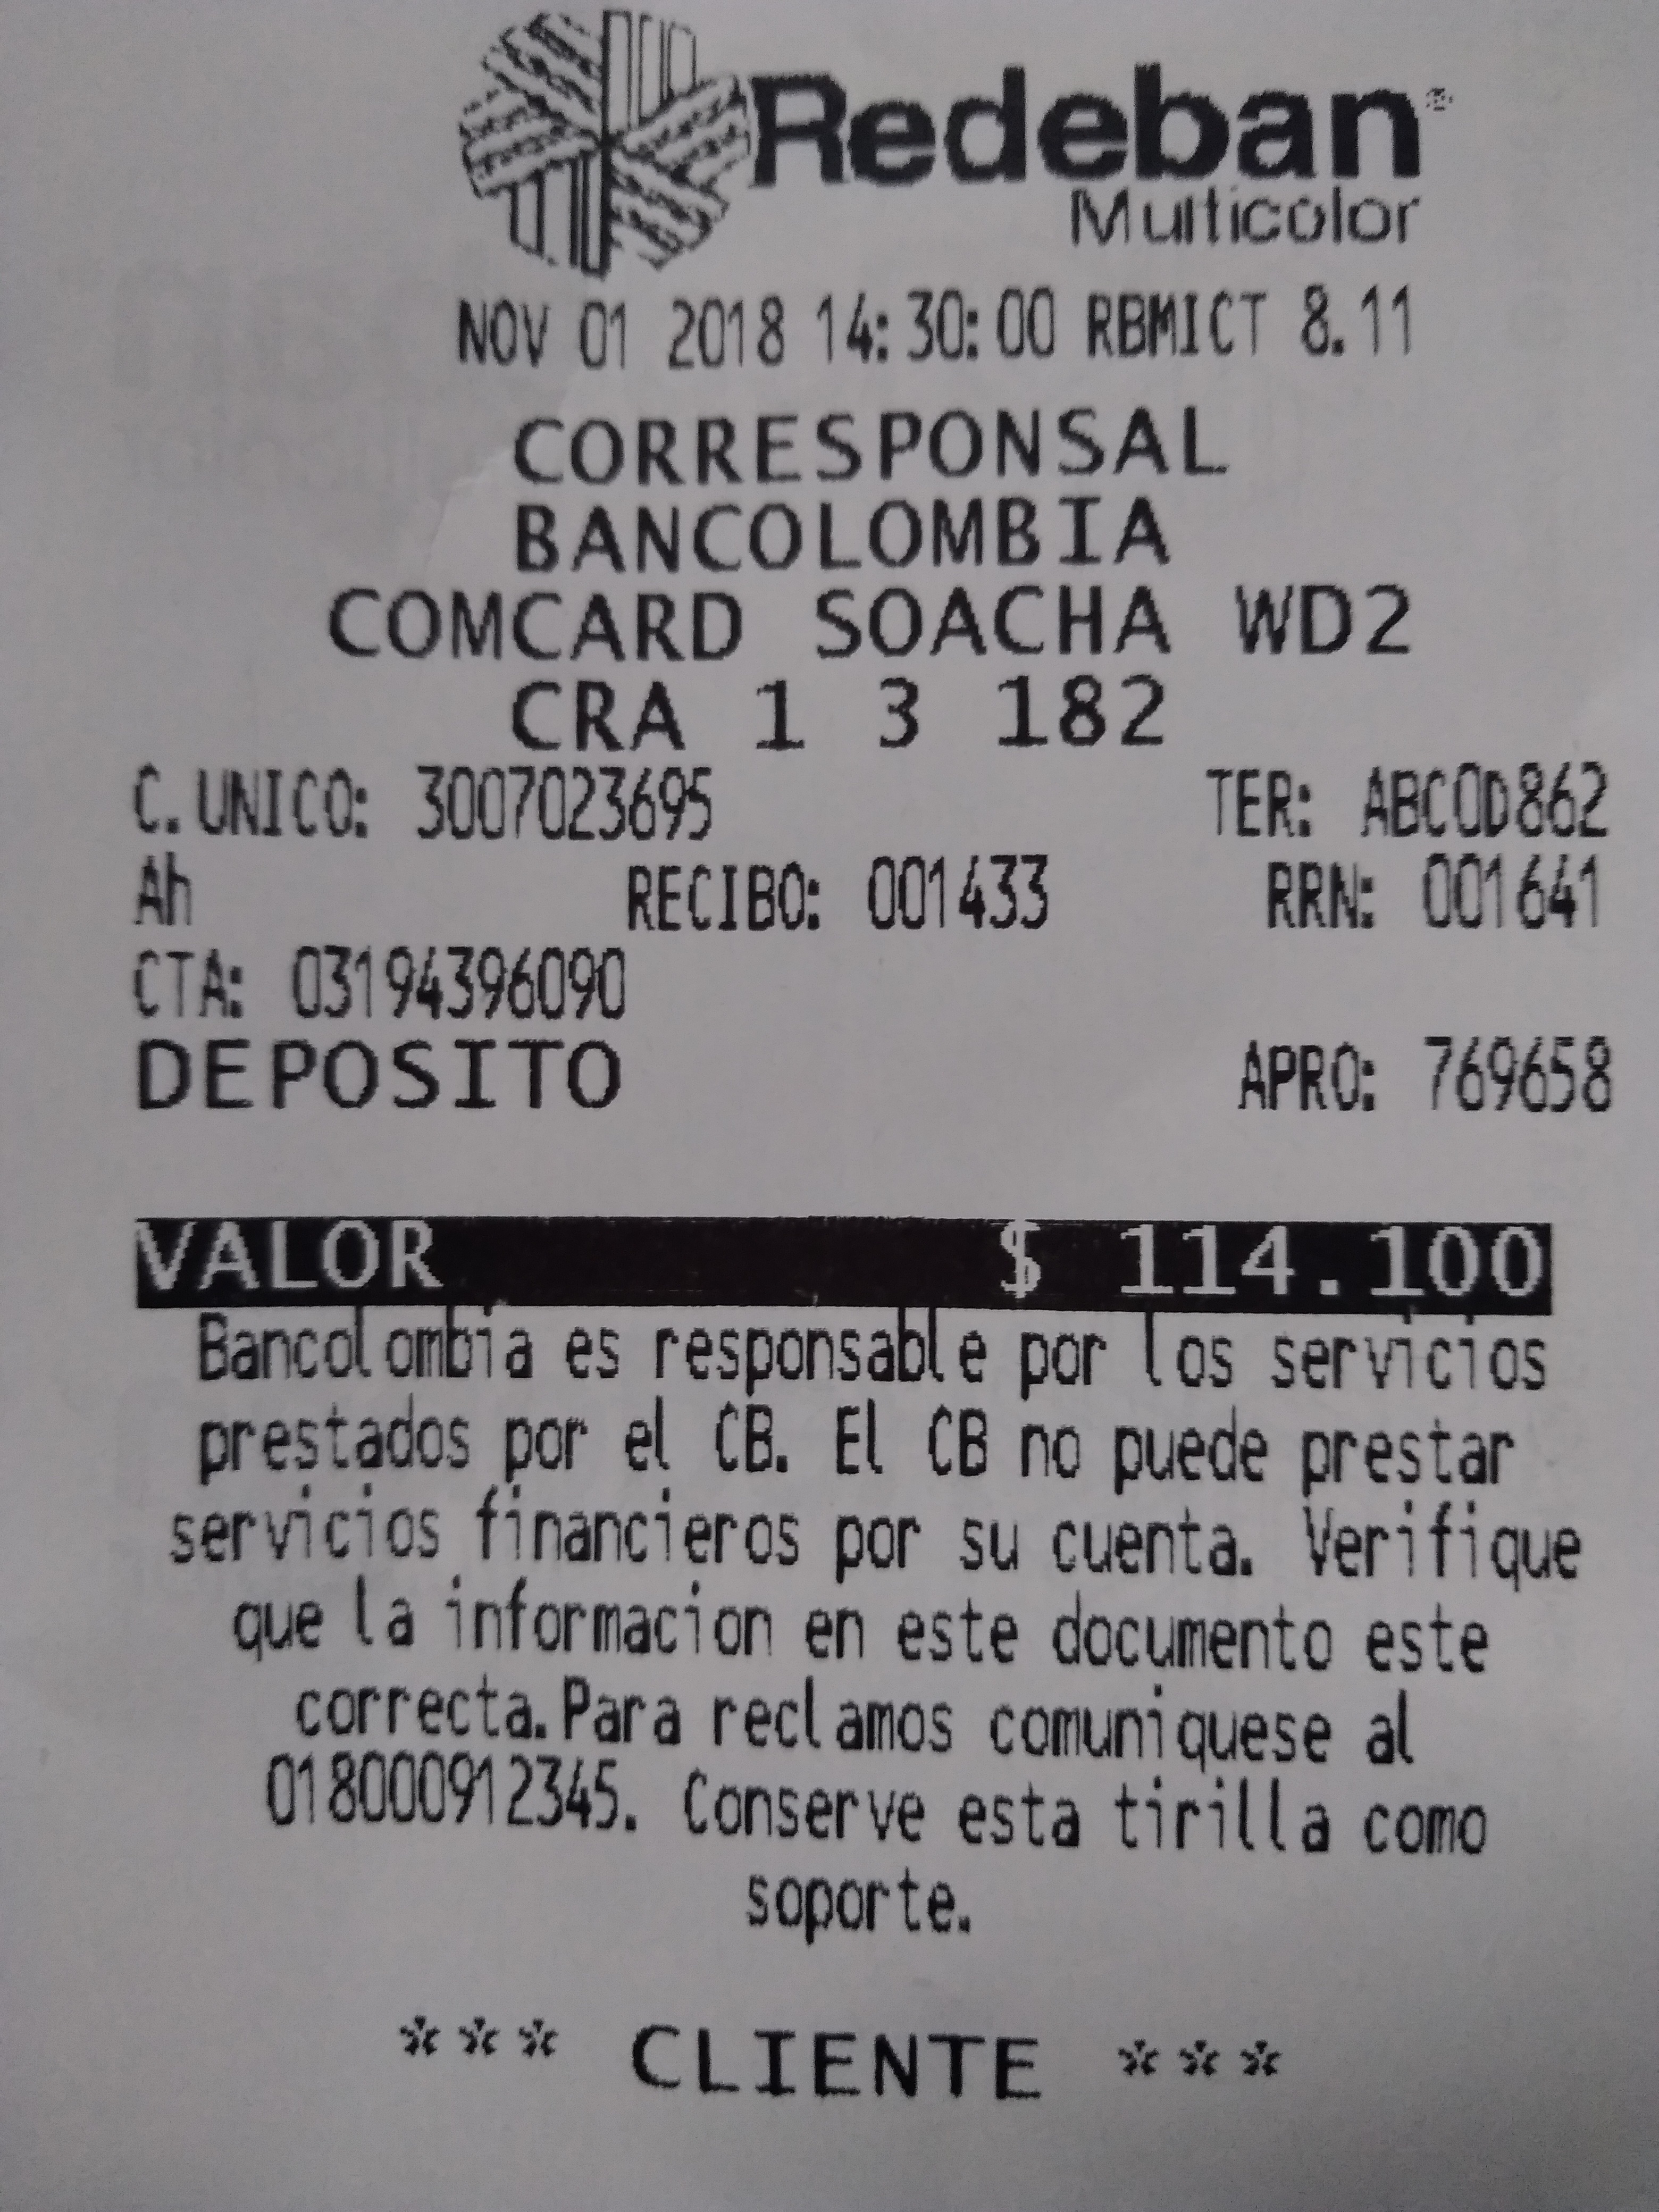 Redeban®
Multicolor
NOV 01 2018 14:30:00 RBMICT 8.11
CORRESPONSAL
BANCOLOMBIA
COMCARD SOACHA WD2
CRA 1 3 182
C.UNICO: 3007023695 TER: ABCOD862
Ah RECIBO: 001433 RRN: 001641
CTA: 03194396090
DEPOSITO APRO: 769658
VALOR $ 114.100
Bancolombia es responsable por los servicios
prestados por el CB. El CB no puede prestar
servicios financieros por su cuenta. Verifique
que la informacion en este documento este
correcta.Para reclamos comuniquese al
018000912345. Conserve esta tirilla como
soporte.
*** CLIENTE ***